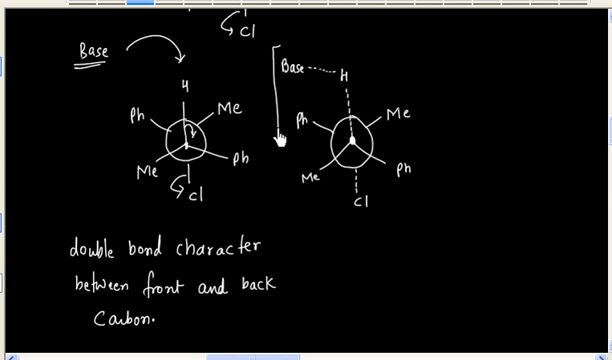 Cl
Base
Base
H
H
Ph
Me
Ph
Me
Me
Ph
Me
Ph
Cl
Cl
double bond character
between front and back
Carbon.